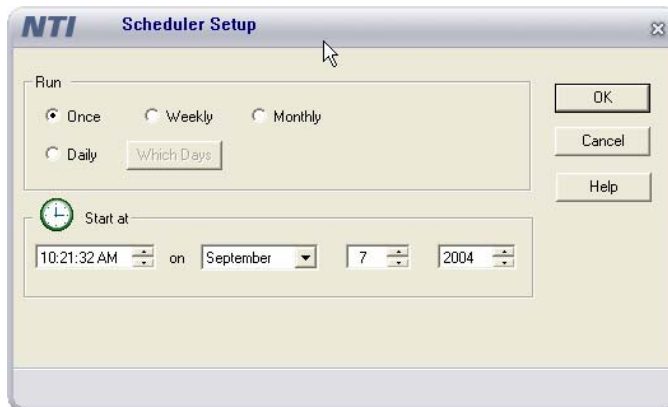 NTI Scheduler Setup
Run
Once Weekly Monthly
Daily Which Days
OK
Cancel
Help
Start at
10:21:32 AM on September 7 2004